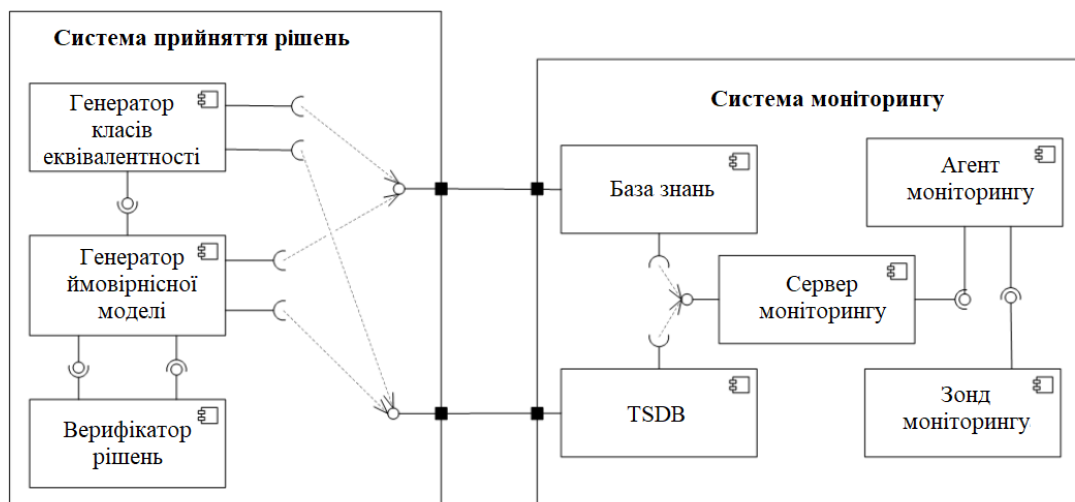 Система прийняття рішень
Генератор
класів
еквівалентності
Генератор
ймовірнісної
моделі
Верифікатор
рішень
Система моніторингу
База знань
Агент
моніторингу
Сервер
моніторингу
TSDB
Зонд
моніторингу